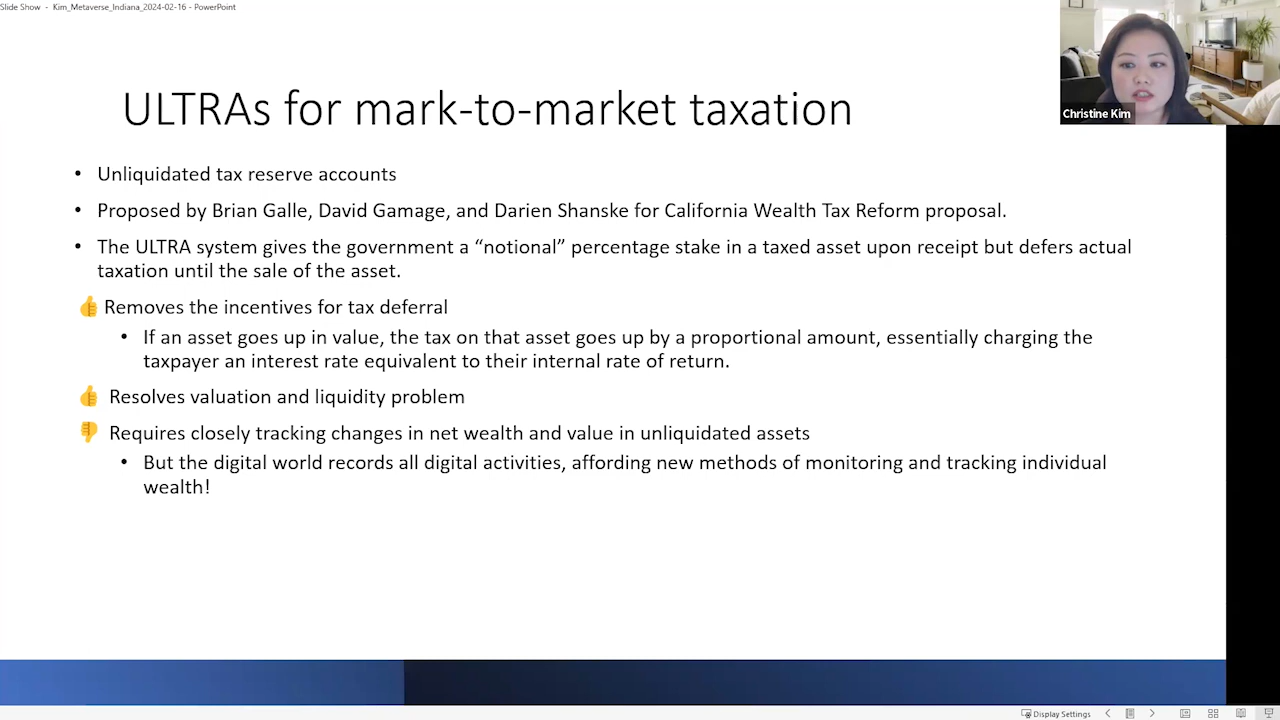 Slide Show - Kim_Metaverse_Indiana_2024-02-16 - PowerPoint
Christine Kim
ULTRAs for mark-to-market taxation
• Unliquidated tax reserve accounts
• Proposed by Brian Galle, David Gamage, and Darien Shanske for California Wealth Tax Reform proposal.
• The ULTRA system gives the government a “notional” percentage stake in a taxed asset upon receipt but defers actual
taxation until the sale of the asset.
👍 Removes the incentives for tax deferral
• If an asset goes up in value, the tax on that asset goes up by a proportional amount, essentially charging the
taxpayer an interest rate equivalent to their internal rate of return.
👍 Resolves valuation and liquidity problem
👎 Requires closely tracking changes in net wealth and value in unliquidated assets
• But the digital world records all digital activities, affording new methods of monitoring and tracking individual
wealth!
Display Settings